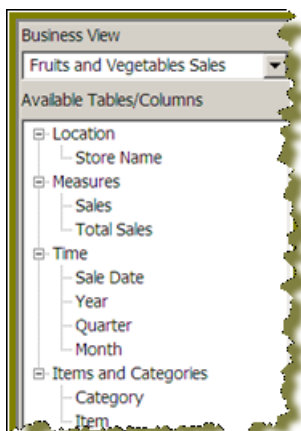 Business View
Fruits and Vegetables Sales
Available Tables/Columns
Location
Store Name
Measures
Sales
Total Sales
Time
Sale Date
Year
Quarter
Month
Items and Categories
Category
Item